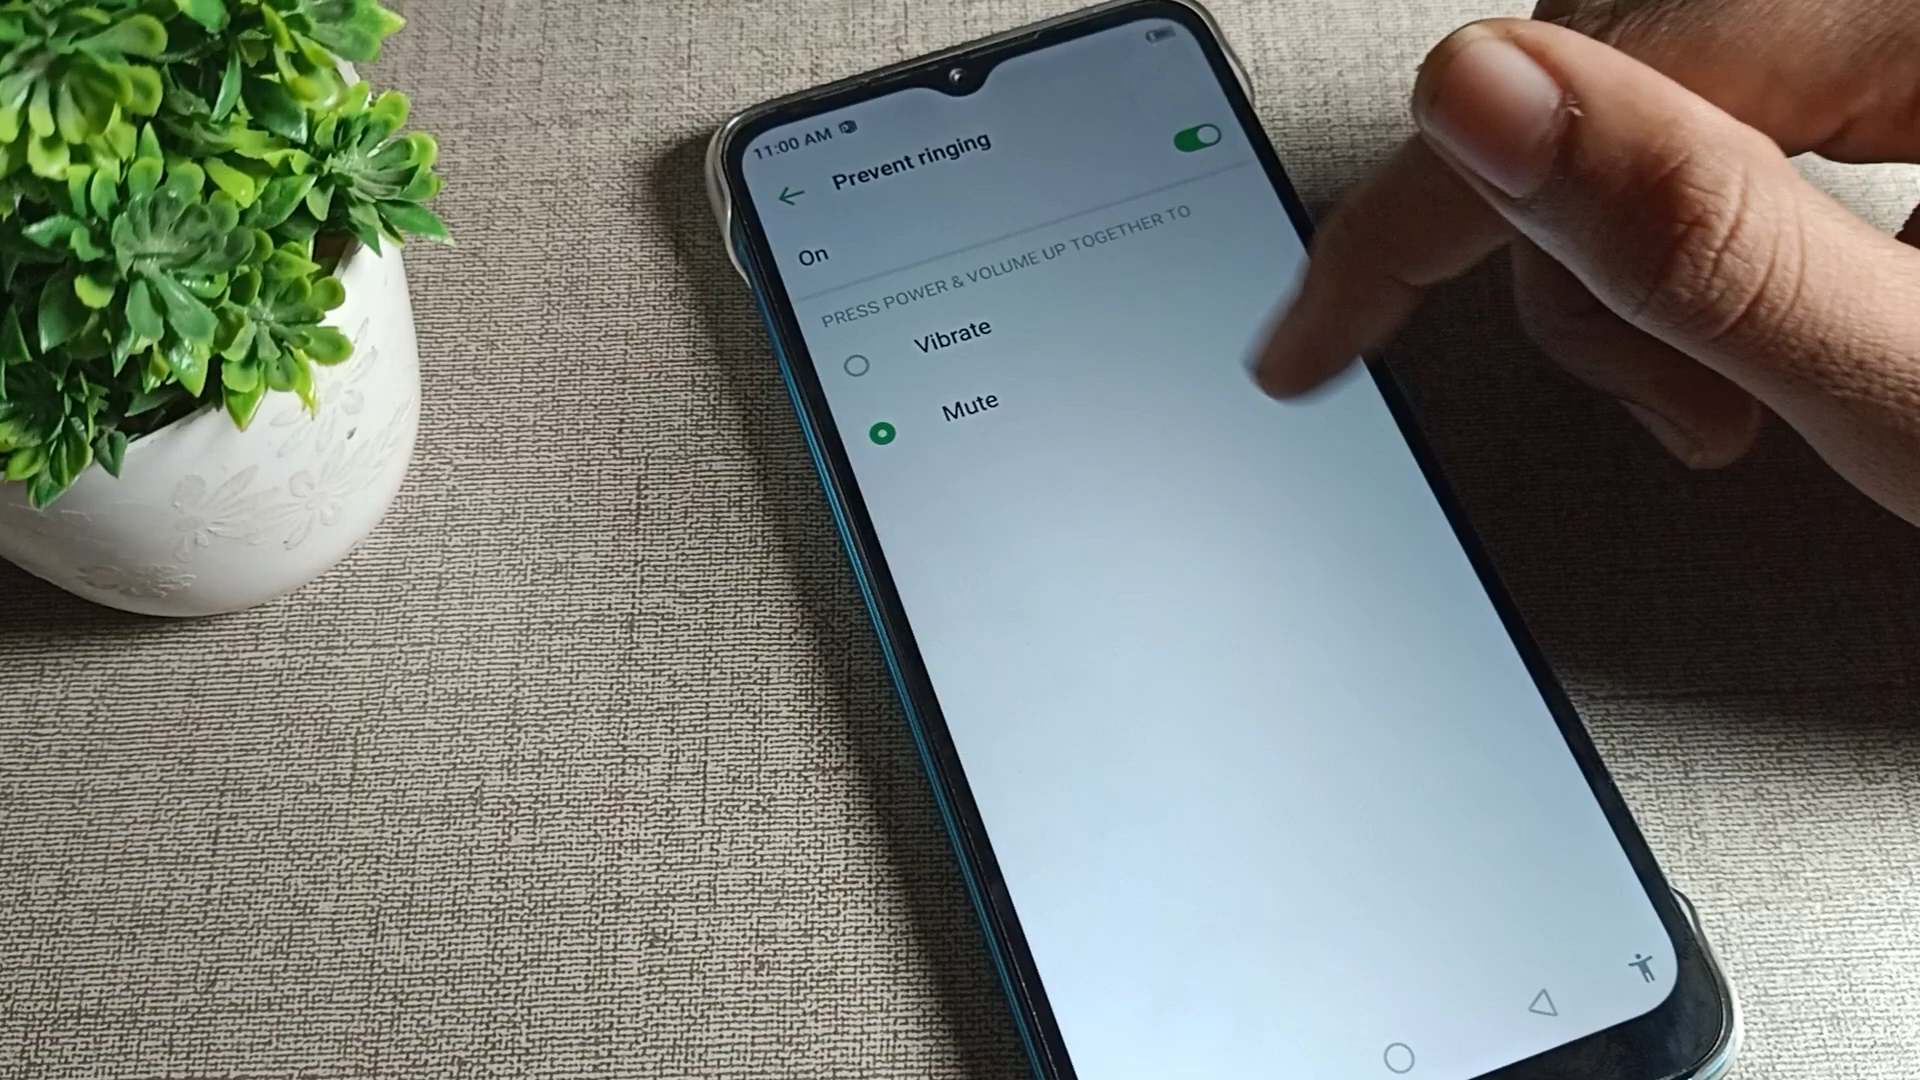 11:00 AM
Prevent ringing
On
PRESS POWER & VOLUME UP TOGETHER TO
Vibrate
Mute